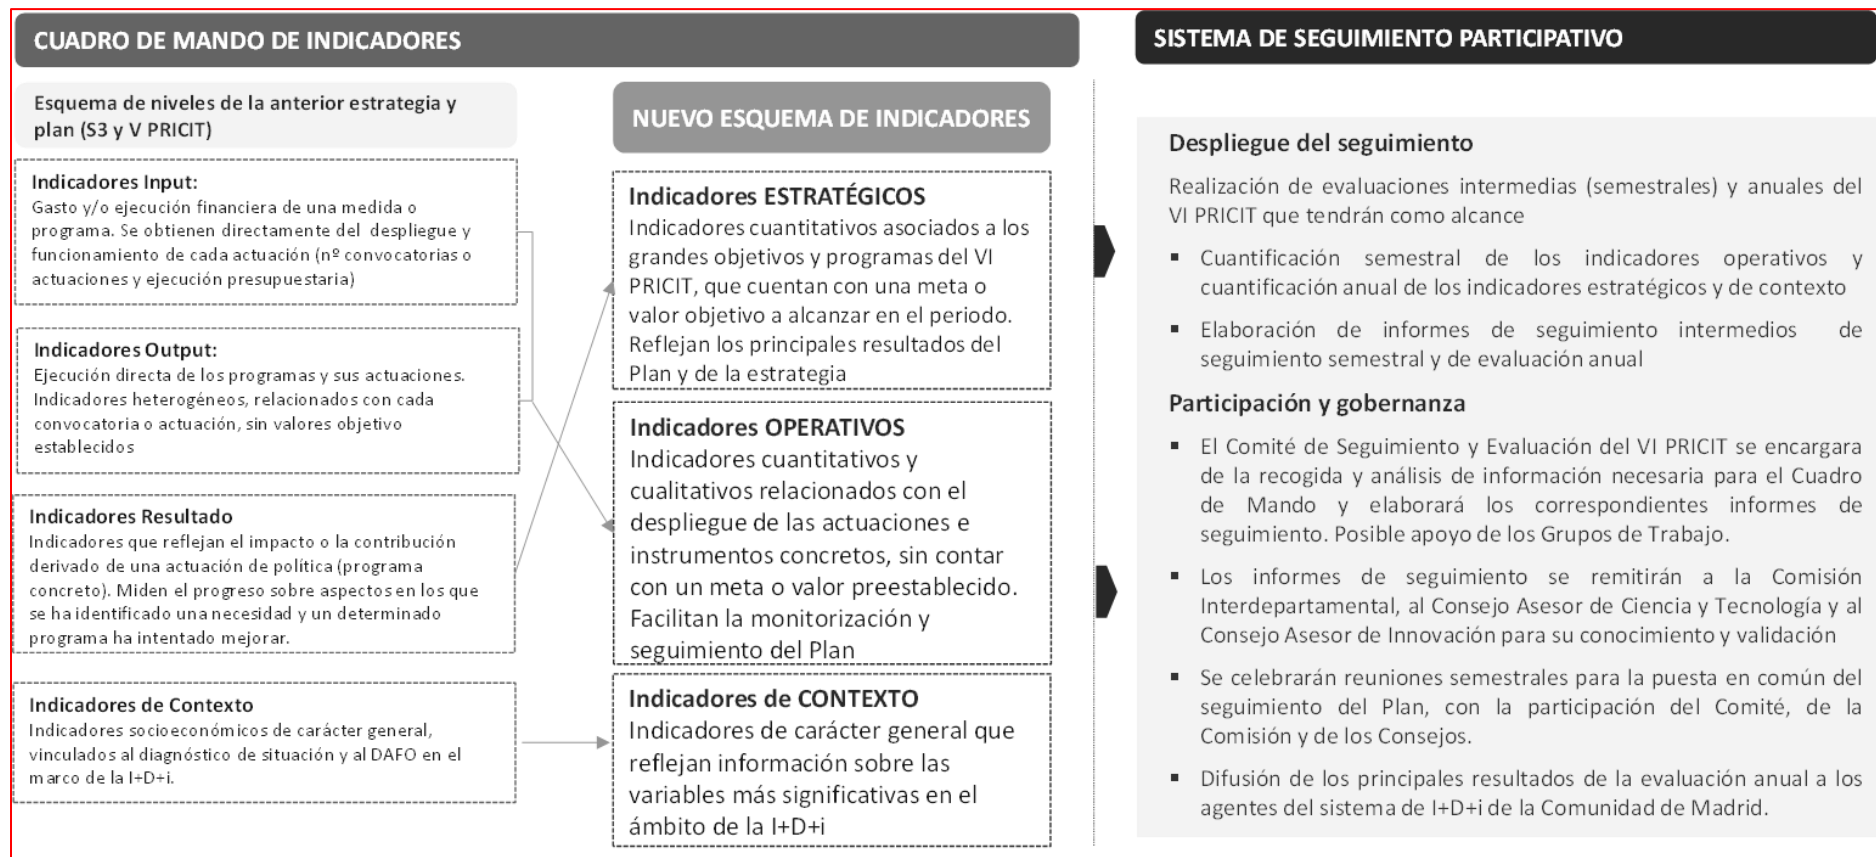 CUADRO DE MANDO DE INDICADORES
Esquema de niveles de la anterior estrategia y
plan (S3 y V PRICIT)
Indicadores Input:
Gasto y/o ejecución financiera de una medida o
programa. Se obtienen directamente del despliegue y
funcionamiento de cada actuación (nº convocatorias o
actuaciones y ejecución presupuestaria)
Indicadores Output:
Ejecución directa de los programas y sus actuaciones.
Indicadores heterogéneos, relacionados con cada
convocatoria o actuación, sin valores objetivo
establecidos
Indicadores Resultado
Indicadores que reflejan el impacto o la contribución
derivado de una actuación de política (programa
concreto). Miden el progreso sobre aspectos en los que
se ha identificado una necesidad y un determinado
programa ha intentado mejorar.
Indicadores de Contexto
Indicadores socioeconómicos de carácter general,
vinculados al diagnóstico de situación y al DAFO en el
marco de la I+D+i.
NUEVO ESQUEMA DE INDICADORES
Indicadores ESTRATÉGICOS
Indicadores cuantitativos asociados a los
grandes objetivos y programas del VI
PRICIT, que cuentan con una meta o
valor objetivo a alcanzar en el periodo.
Reflejan los principales resultados del
Plan y de la estrategia
Indicadores OPERATIVOS
Indicadores cuantitativos y
cualitativos relacionados con el
despliegue de las actuaciones e
instrumentos concretos, sin contar
con un meta o valor preestablecido.
Facilitan la monitorización y
seguimiento del Plan
Indicadores de CONTEXTO
Indicadores de carácter general que
reflejan información sobre las
variables más significativas en el
ámbito de la I+D+i
SISTEMA DE SEGUIMIENTO PARTICIPATIVO
Despliegue del seguimiento
Realización de evaluaciones intermedias (semestrales) y anuales del
VI PRICIT que tendrán como alcance
▪ Cuantificación semestral de los indicadores operativos y
cuantificación anual de los indicadores estratégicos y de contexto
▪ Elaboración de informes de seguimiento intermedios de
seguimiento semestral y de evaluación anual
Participación y gobernanza
▪ El Comité de Seguimiento y Evaluación del VI PRICIT se encargara
de la recogida y análisis de información necesaria para el Cuadro
de Mando y elaborará los correspondientes informes de
seguimiento. Posible apoyo de los Grupos de Trabajo.
▪ Los informes de seguimiento se remitirán a la Comisión
Interdepartamental, al Consejo Asesor de Ciencia y Tecnología y al
Consejo Asesor de Innovación para su conocimiento y validación
▪ Se celebrarán reuniones semestrales para la puesta en común del
seguimiento del Plan, con la participación del Comité, de la
Comisión y de los Consejos.
▪ Difusión de los principales resultados de la evaluación anual a los
agentes del sistema de I+D+i de la Comunidad de Madrid.